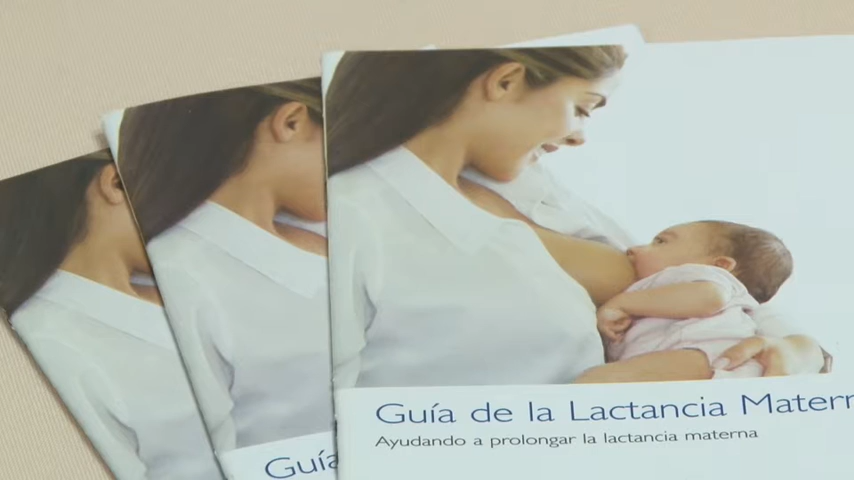 Guía de la Lactancia Matern
Ayudando a prolongar la lactancia materna
Guía